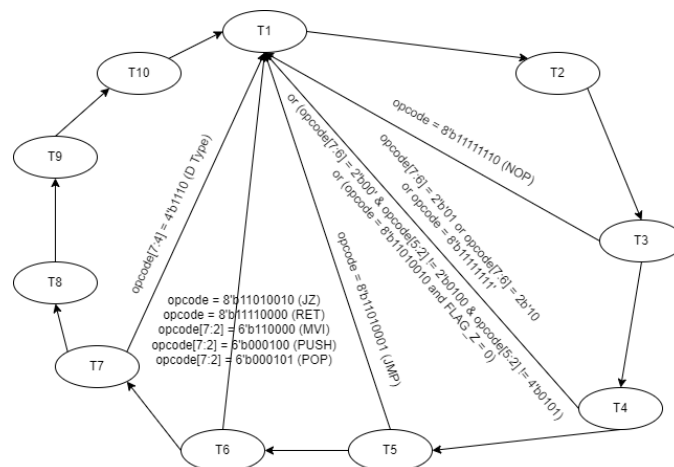 T1
T2
T10
T9
T3
T8
T7
T4
T6
T5
opcode = 8'b11111110 (NOP)
opcode[7:6] = 2'b'01 or opcode[7:6] = 2b'10
or opcode = 8'b1111111'
or (opcode[7:6] = 2'b00' & opcode[5:2] != 2'b0100 & opcode[5:2] != 4'b0101)
or (opcode = 8'b11010010 and FLAG_Z = 0)
opcode = 8'b11010001 (JMP)
opcode[7:4] = 4'b1110 (D Type)
opcode = 8'b11010010 (JZ)
opcode = 8'b11110000 (RET)
opcode[7:2] = 6'b110000 (MVI)
opcode[7:2] = 6'b000100 (PUSH)
opcode[7:2] = 6'b000101 (POP)